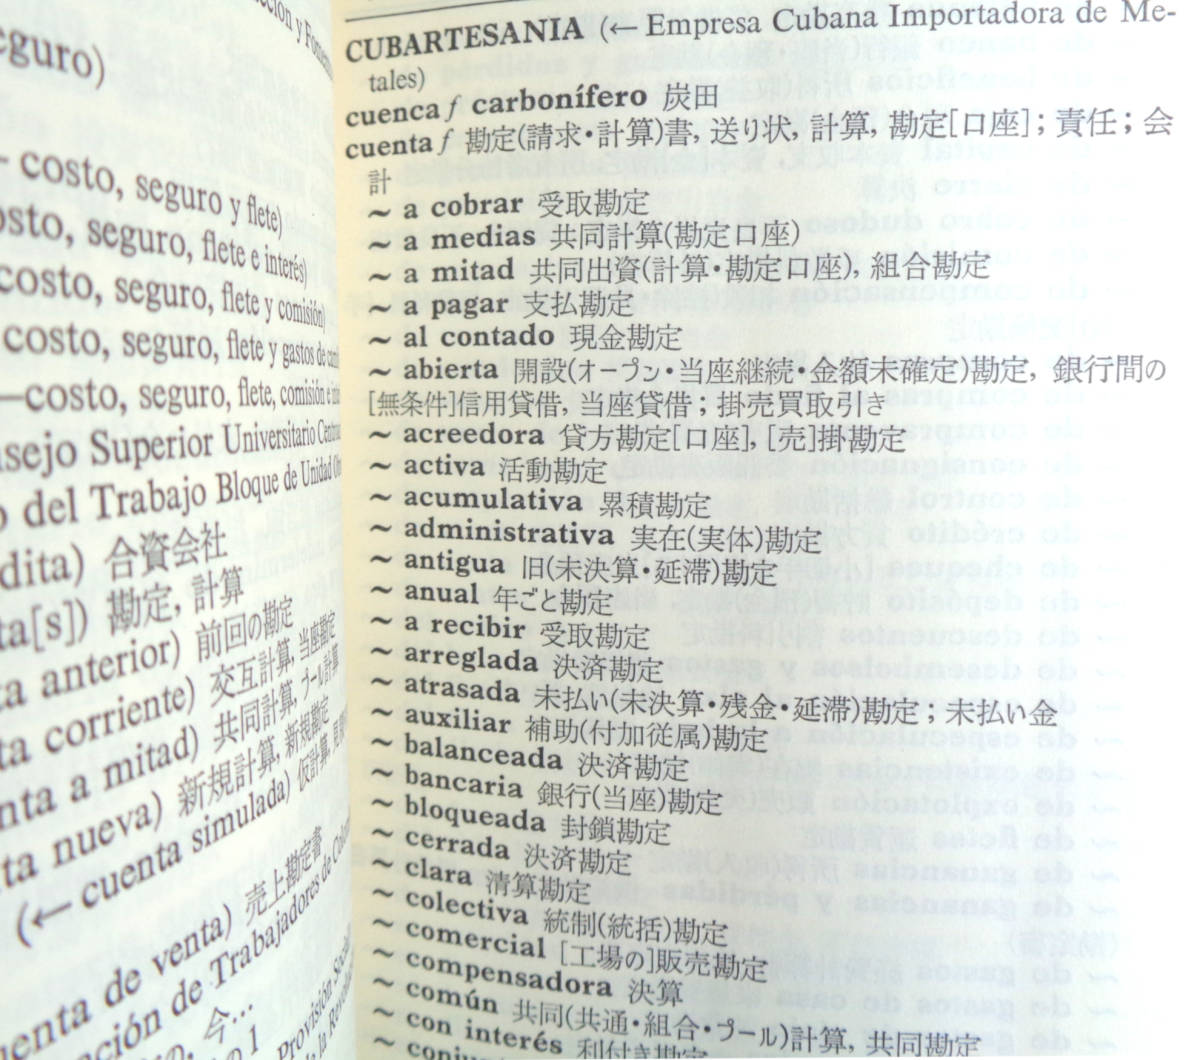 eguro)
costo, seguro y flete)
costo, seguro, flete e interés)
costo, seguro, flete y comisión)
costo, seguro, flete y gastos de
—costo, seguro, flete, comisión e
Superior Universitario
del Trabajo Bloque de Unidad
合資会社
ta[s]) 勘定, 計算
ta anterior) 前回の勘定
ta corriente) 交互計算, 当座勘定
nta a mitad) 共同計算, プール計算
ta nueva) 新規計算, 新規勘定
(← cuenta simulada) 仮計算,
uenta de venta) 売上勘定書
ación de Trabajadores de
CUBARTESANIA (← Empresa Cubana Importadora de Me-
tales)
cuenca f carbonífero 炭田
cuenta f 勘定(請求・計算)書, 送り状, 計算, 勘定[口座]; 責任; 会
計
~ a cobrar 受取勘定
~ a medias 共同計算(勘定口座)
~ a mitad 共同出資(計算・勘定口座); 組合勘定
~ a pagar 支払勘定
~ al contado 現金勘定
~ abierta 開設(オープン・当座継続・金額未確定)勘定, 銀行間の
[無条件]信用貸借, 当座貸借; 掛売買取引き
~ acreedora 貸方勘定[口座], [売]掛勘定
~ activa 活動勘定
~ acumulativa 累積勘定
~ administrativa 実在(実体)勘定
~ antigua 旧(未決算・延滞)勘定
~ anual 年ごと勘定
~ a recibir 受取勘定
~ arreglada 決済勘定
~ atrasada 未払い(未決算・残金・延滞)勘定; 未払い金
~ auxiliar 補助(付加従属)勘定
~ balanceada 決済勘定
~ bancaria 銀行(当座)勘定
~ bloqueada 封鎖勘定
~ cerrada 決済勘定
~ clara 清算勘定
~ colectiva 統制(統括)勘定
~ comercial [工場の]販売勘定
~ compensadora 決算
~ común 共同(共通・組合・プール)計算, 共同勘定
~ con interés 利付き勘定